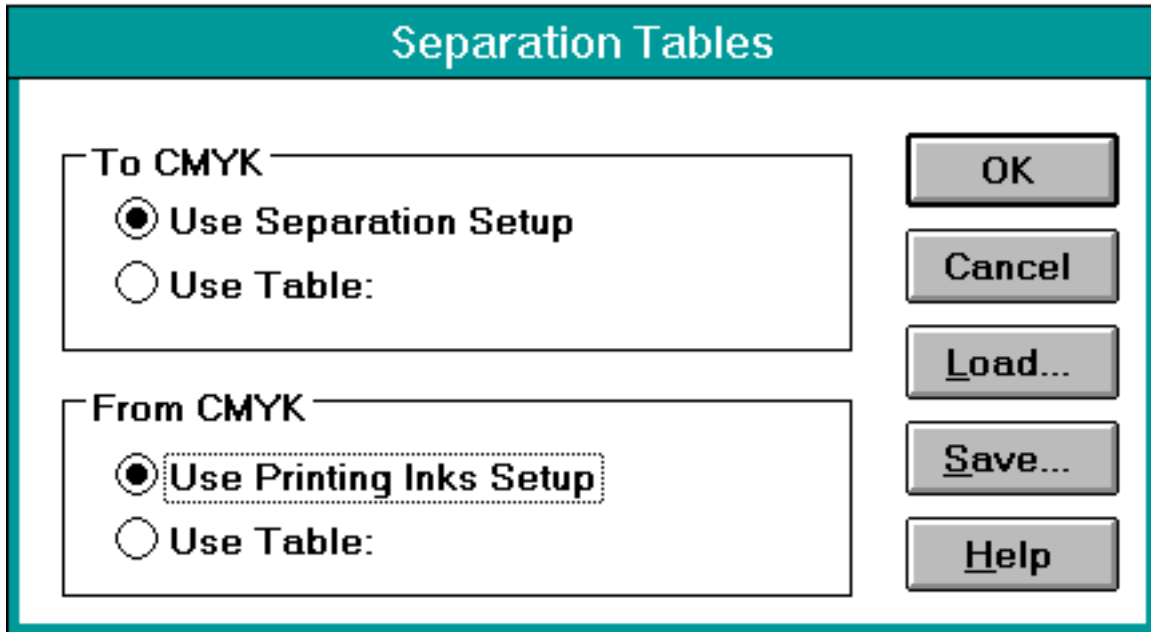 Separation Tables
To CMYK
Use Separation Setup
Use Table:
From CMYK
Use Printing Inks Setup
Use Table:
OK
Cancel
Load...
Save...
Help